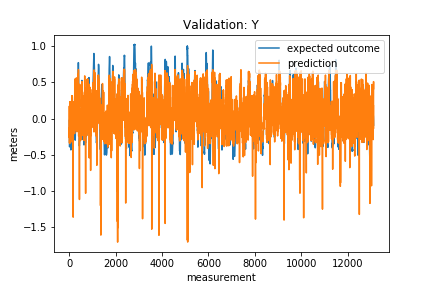 Validation: Y
expected outcome
prediction
1.0
0.5
0.0
-0.5
-1.0
-1.5
meters
0 2000 4000 6000 8000 10000 12000
measurement